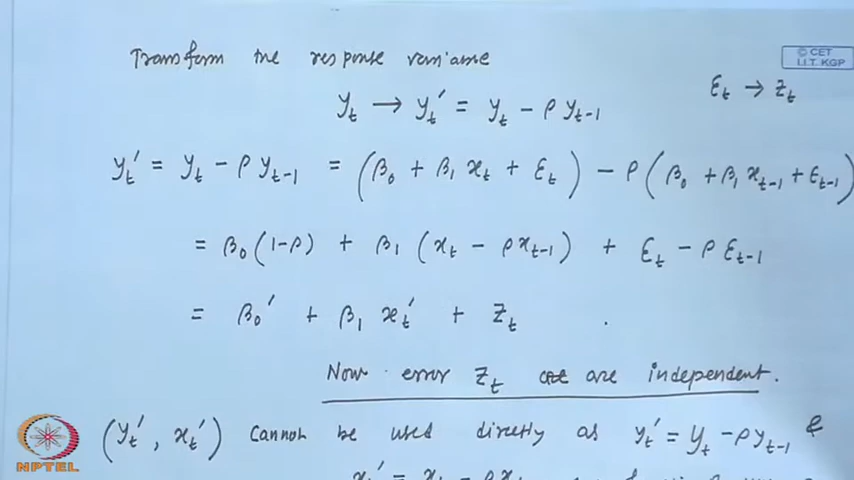 Transform the response variable
© CET
I.I.T. KGP
y_t → y_t' = y_t - ρ y_{t-1}
ε_t → z_t
y_t' = y_t - ρ y_{t-1} = (β_0 + β_1 x_t + ε_t) - ρ (β_0 + β_1 x_{t-1} + ε_{t-1})
= β_0 (1-ρ) + β_1 (x_t - ρ x_{t-1}) + ε_t - ρ ε_{t-1}
= β_0' + β_1 x_t' + z_t .
Now error z_t are independent.
(y_t', x_t') cannot be used directly as y_t' = y_t - ρ y_{t-1} &
NPTEL